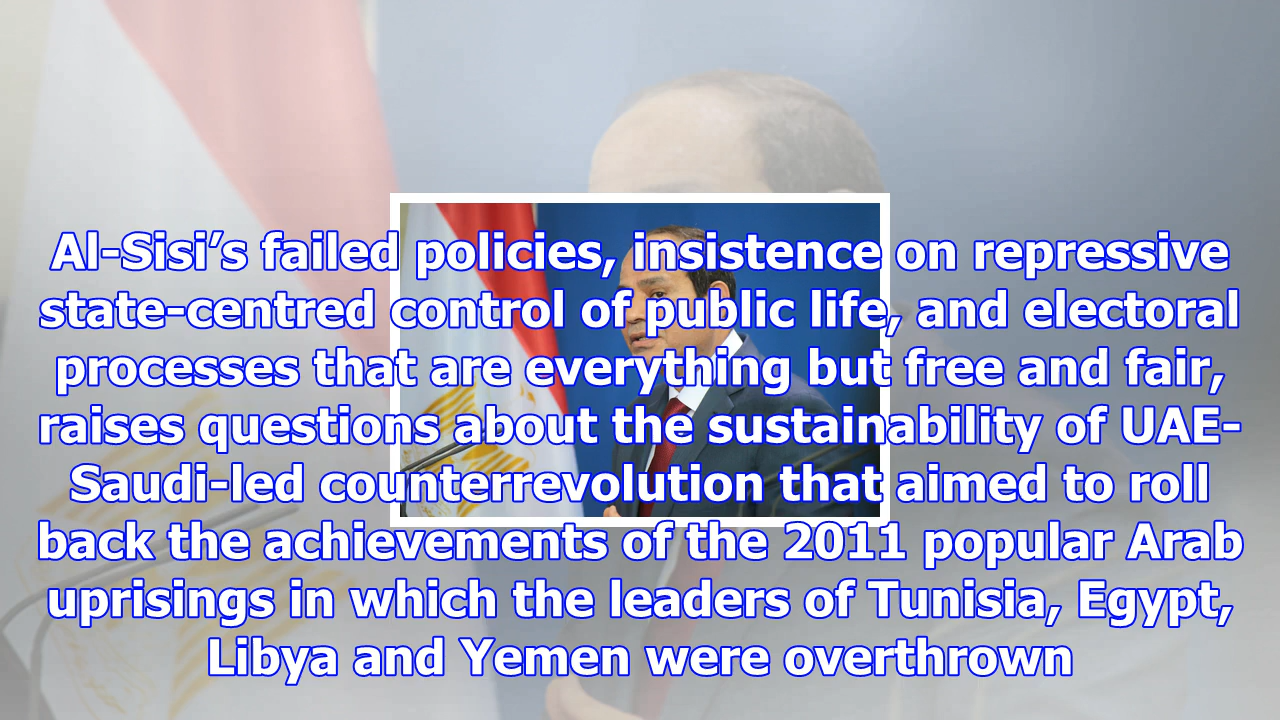 Al-Sisi’s failed policies, insistence on repressive
state-centred control of public life, and electoral
processes that are everything but free and fair,
raises questions about the sustainability of UAE-
Saudi-led counterrevolution that aimed to roll
back the achievements of the 2011 popular Arab
uprisings in which the leaders of Tunisia, Egypt,
Libya and Yemen were overthrown